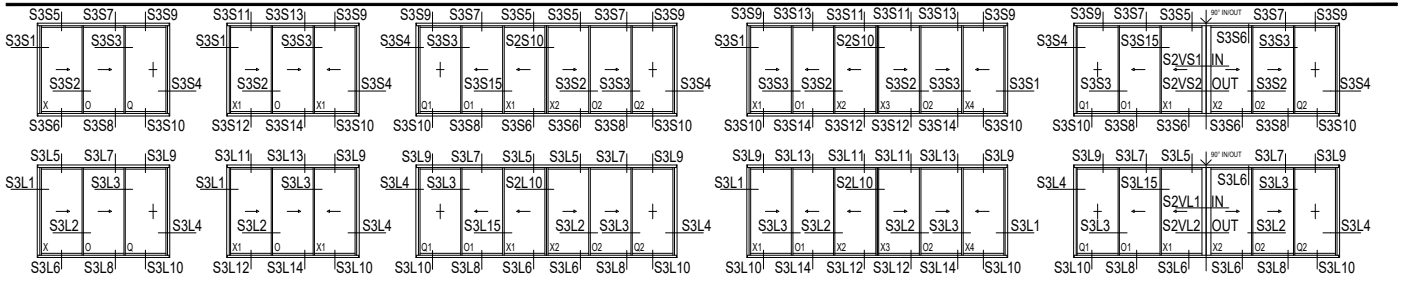 S3S5 S3S7 S3S9 S3S11 S3S13 S3S9 S3S9 S3S7 S3S5 S3S5 S3S7 S3S9 S3S9 S3S13 S3S11 S3S11 S3S13 S3S9 S3S9 S3S7 S3S5 90° IN/OUT S3S7 S3S9
S3S1 S3S3 S3S1 S3S3 S3S4 S3S3 S2S10 S3S1 S2S10 S3S4 S3S15 S3S6 S3S3
S2VS1 IN
S3S2 S3S4 S3S2 S3S4 S3S15 S3S2 S3S3 S3S4 S3S3 S3S2 S3S2 S3S3 S3S1 S3S3 S2VS2 OUT S3S2 S3S4
X O Q X1 O X1 Q1 O1 X1 X2 O2 Q2 X1 O1 X2 X3 O2 X4 Q1 O1 X1 X2 O2 Q2
S3S6 S3S8 S3S10 S3S12 S3S14 S3S10 S3S10 S3S8 S3S6 S3S6 S3S8 S3S10 S3S10 S3S14 S3S12 S3S12 S3S14 S3S10 S3S10 S3S8 S3S6 S3S6 S3S8 S3S10
S3L5 S3L7 S3L9 S3L11 S3L13 S3L9 S3L9 S3L7 S3L5 S3L5 S3L7 S3L9 S3L9 S3L13 S3L11 S3L11 S3L13 S3L9 S3L9 S3L7 S3L5 90° IN/OUT S3L7 S3L9
S3L1 S3L3 S3L1 S3L3 S3L4 S3L3 S2L10 S3L1 S2L10 S3L4 S3L15 S3L6 S3L3
S2VL1 IN
S3L2 S3L4 S3L2 S3L4 S3L15 S3L2 S3L3 S3L4 S3L3 S3L2 S3L2 S3L3 S3L1 S3L3 S2VL2 OUT S3L2 S3L4
X O Q X1 O X1 Q1 O1 X1 X2 O2 Q2 X1 O1 X2 X3 O2 X4 Q1 O1 X1 X2 O2 Q2
S3L6 S3L8 S3L10 S3L12 S3L14 S3L10 S3L10 S3L8 S3L6 S3L6 S3L8 S3L10 S3L10 S3L14 S3L12 S3L12 S3L14 S3L10 S3L10 S3L8 S3L6 S3L6 S3L8 S3L10